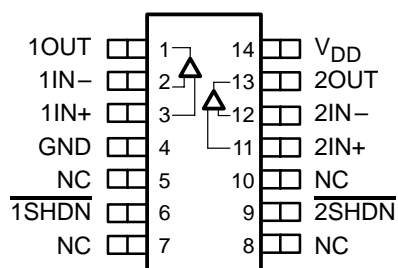 1OUT 1 14 V_DD
1IN− 2 13 2OUT
1IN+ 3 12 2IN−
GND 4 11 2IN+
NC 5 10 NC
1SHDN 6 9 2SHDN
NC 7 8 NC